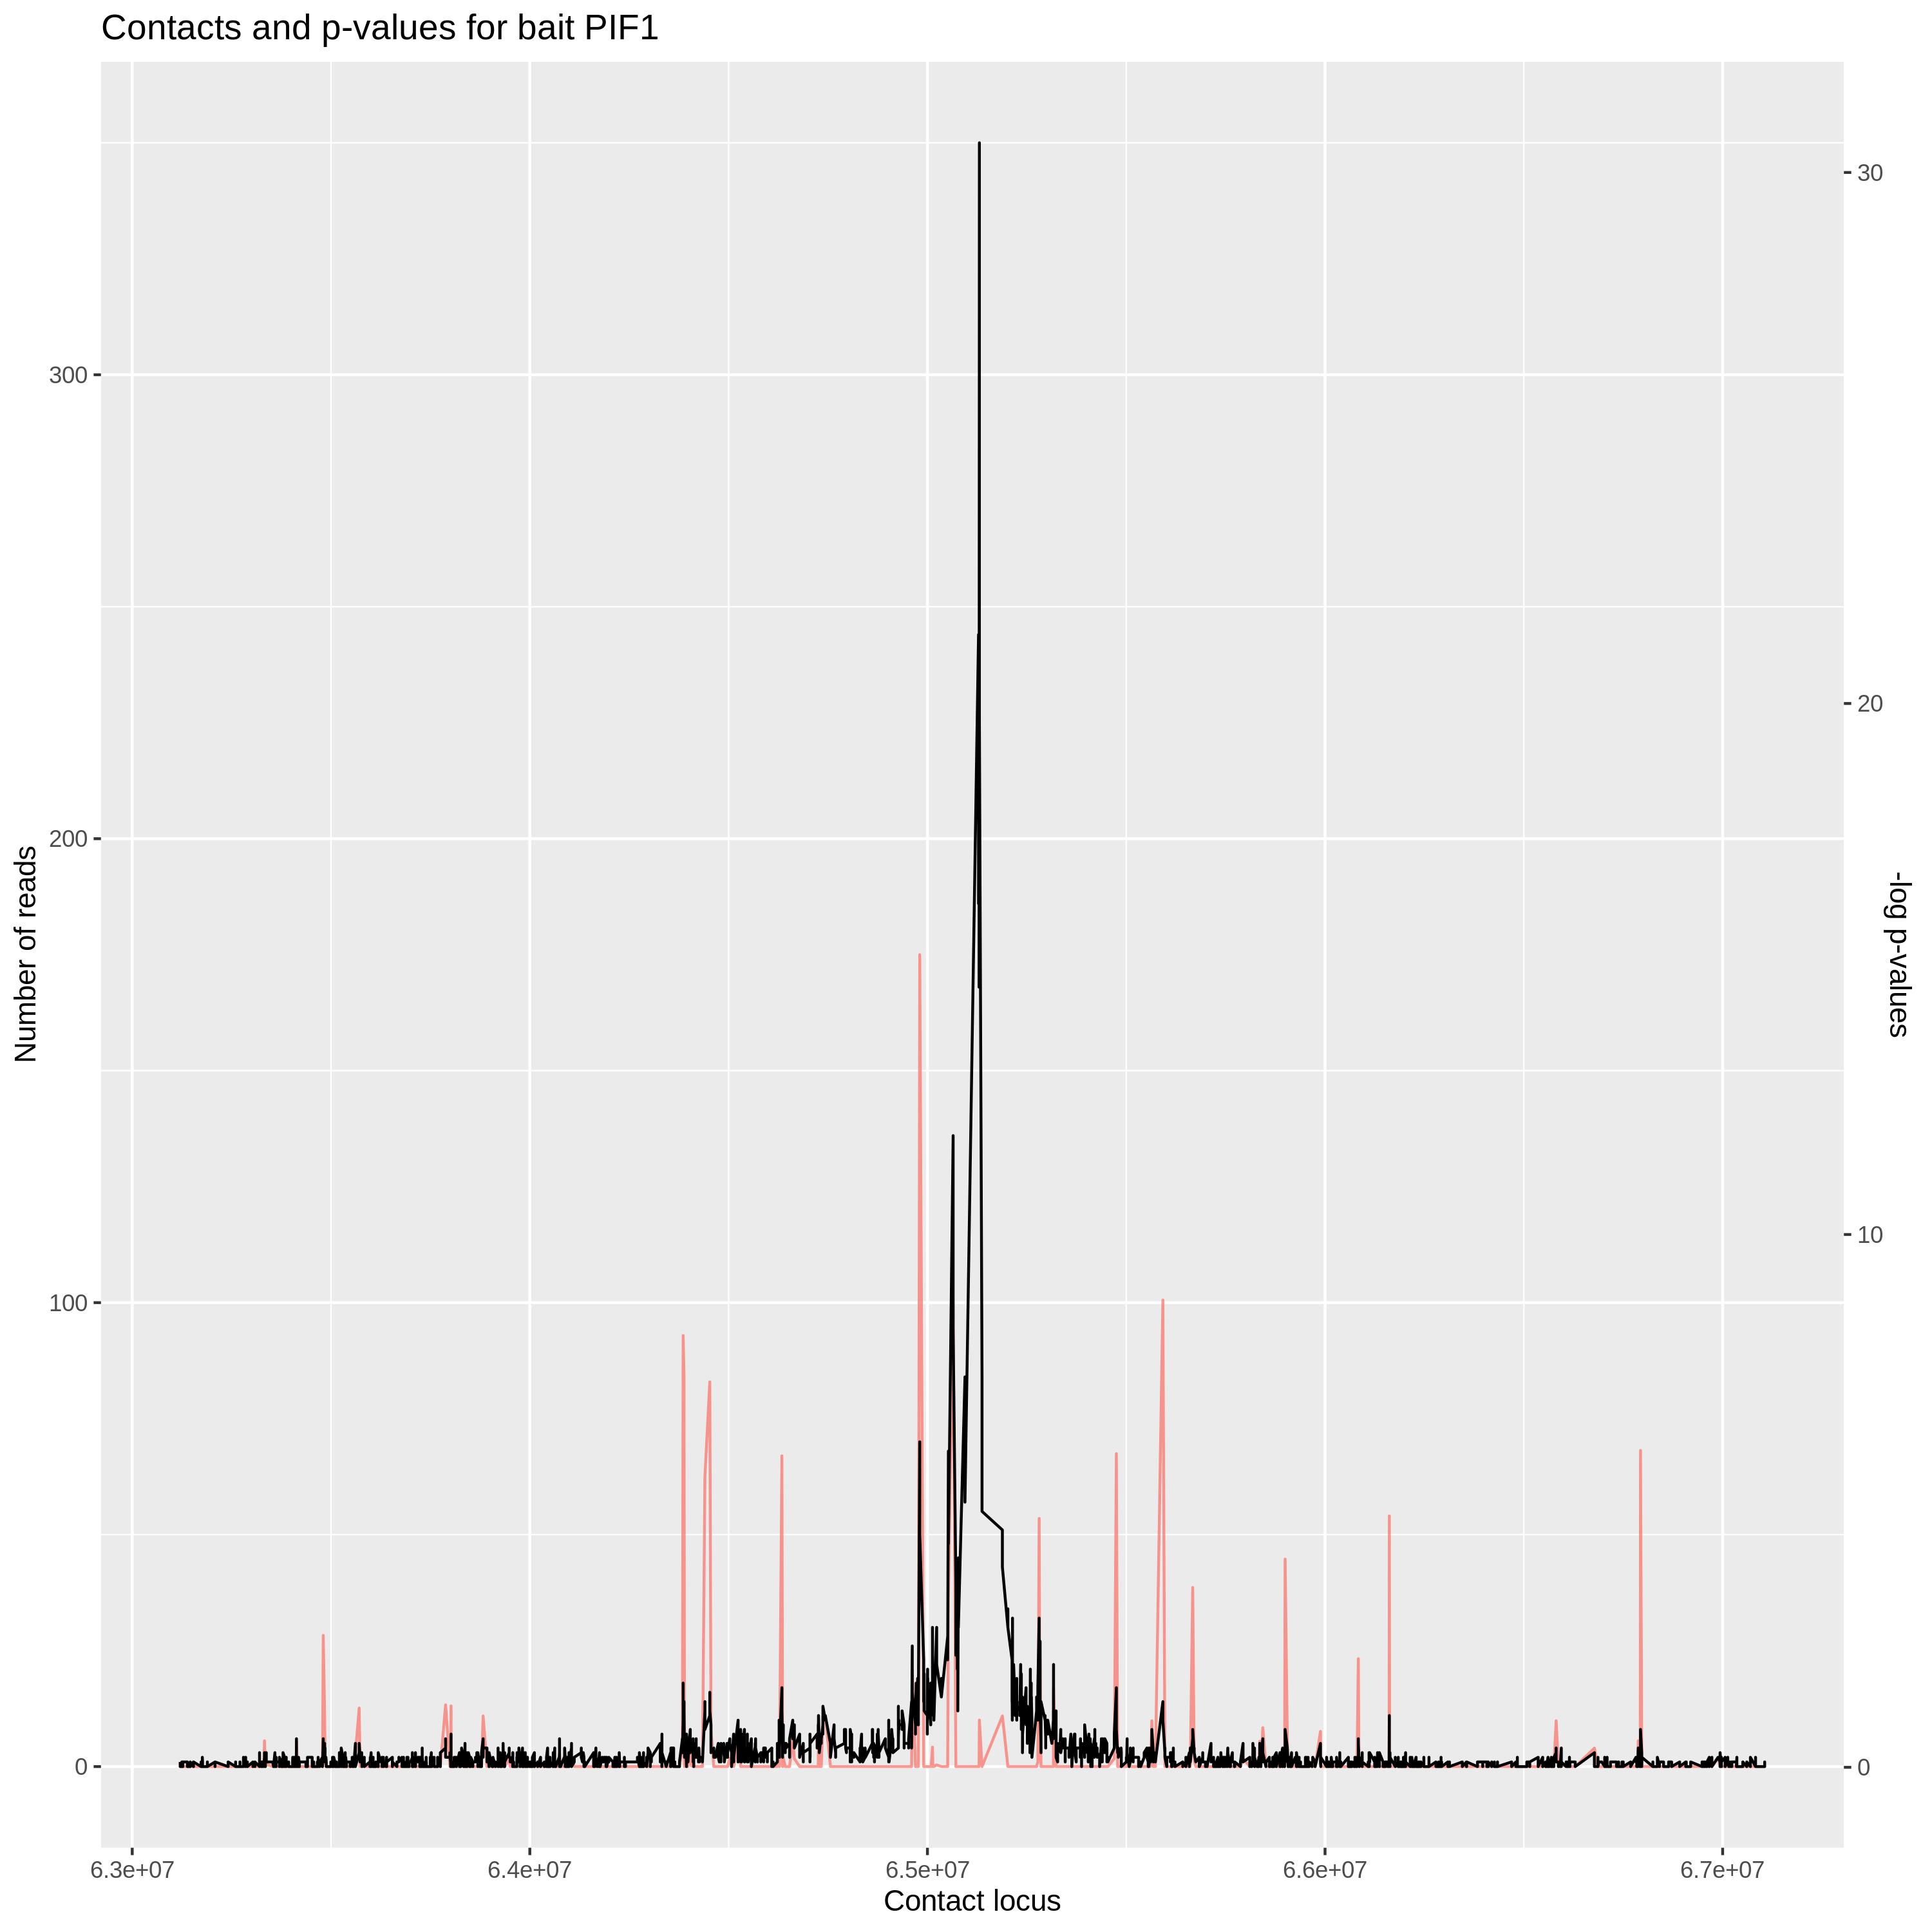 Contacts and p-values for bait PIF1
300
200
100
0
Number of reads
30
20
10
0
-log p-values
6.3e+07
6.4e+07
6.5e+07
6.6e+07
6.7e+07
Contact locus